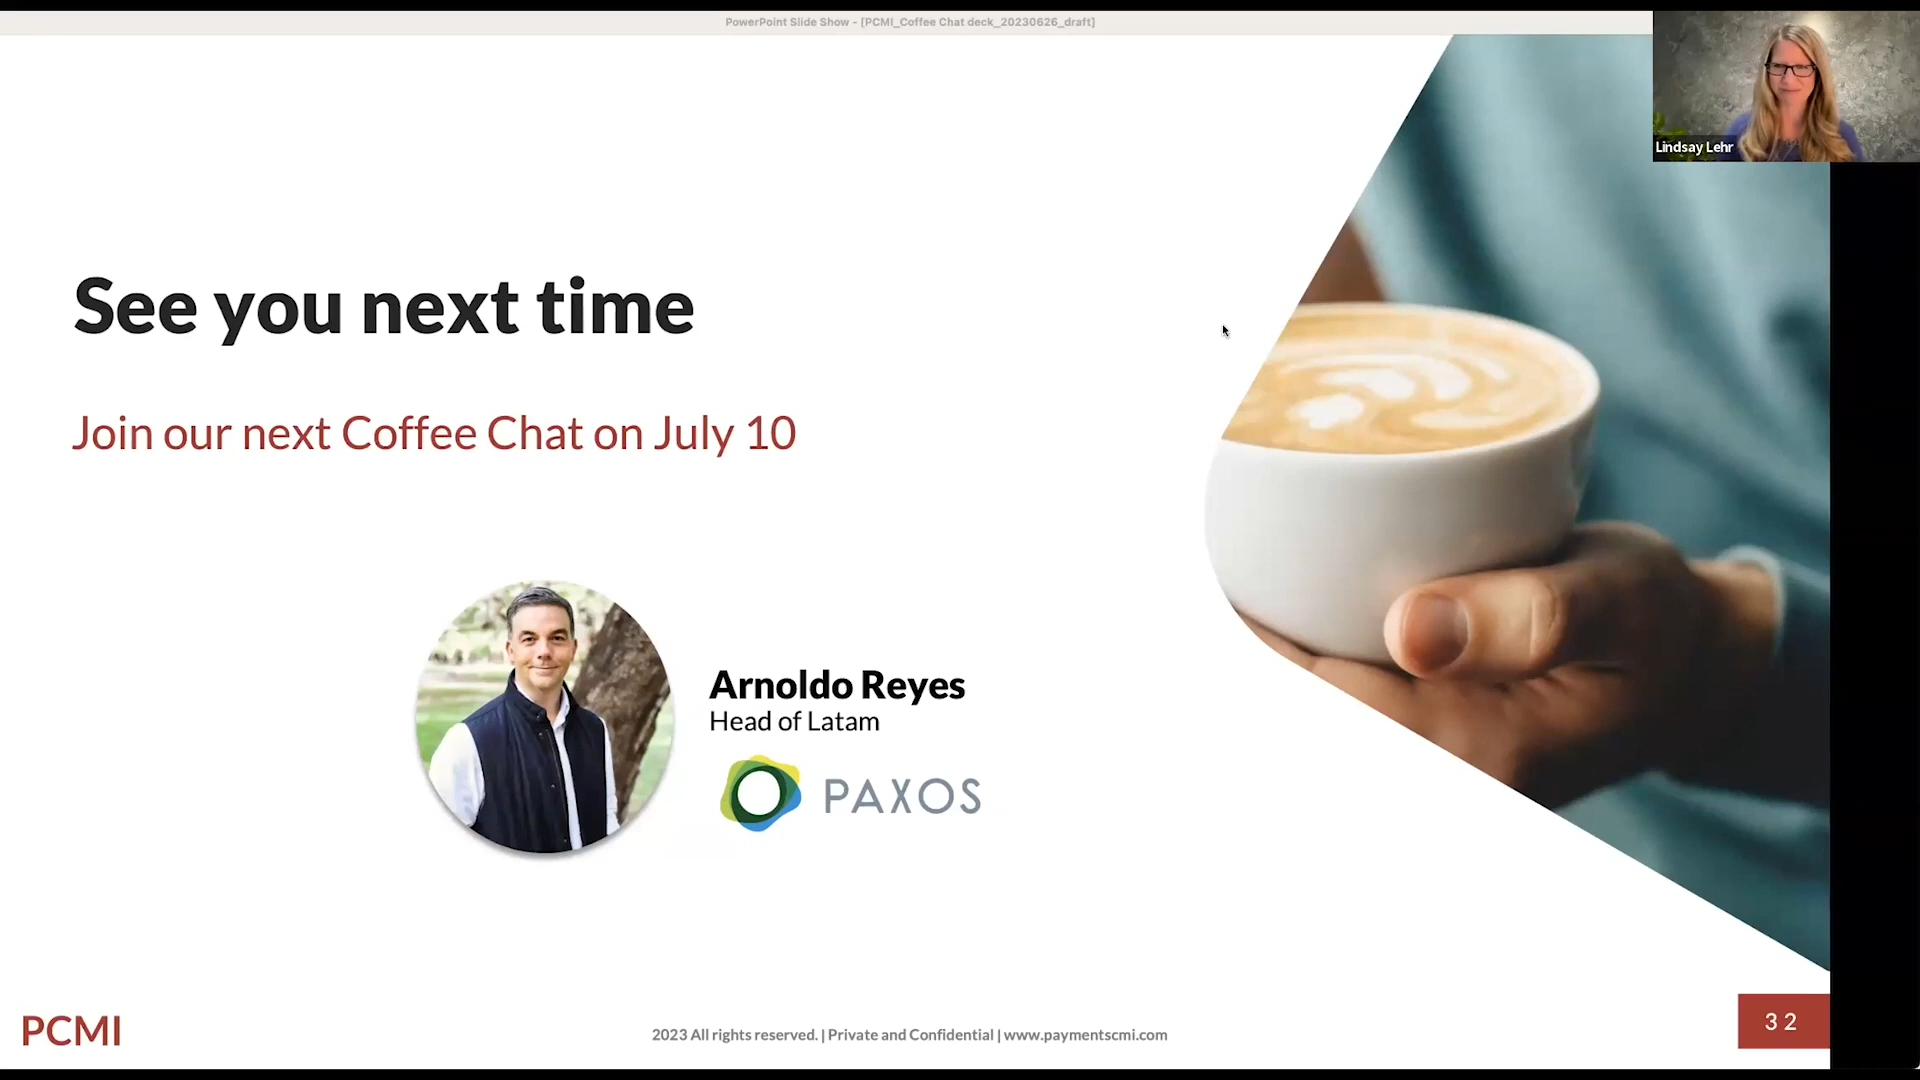 PowerPoint Slide Show - [PCMI_Coffee Chat deck_20230626_draft]
Lindsay Lehr
See you next time
Join our next Coffee Chat on July 10
Arnoldo Reyes
Head of Latam
PAXOS
PCMI
2023 All rights reserved. | Private and Confidential | www.paymentscmi.com
32